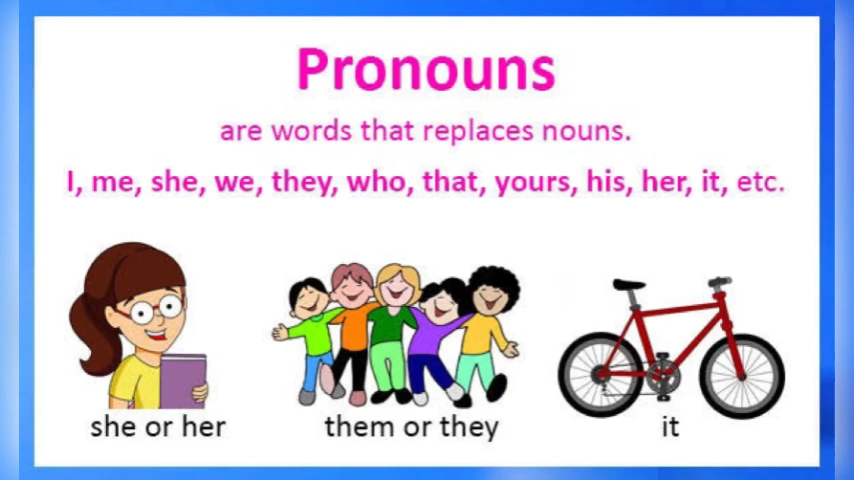 Pronouns
are words that replaces nouns.
I, me, she, we, they, who, that, yours, his, her, it, etc.
she or her
them or they
it